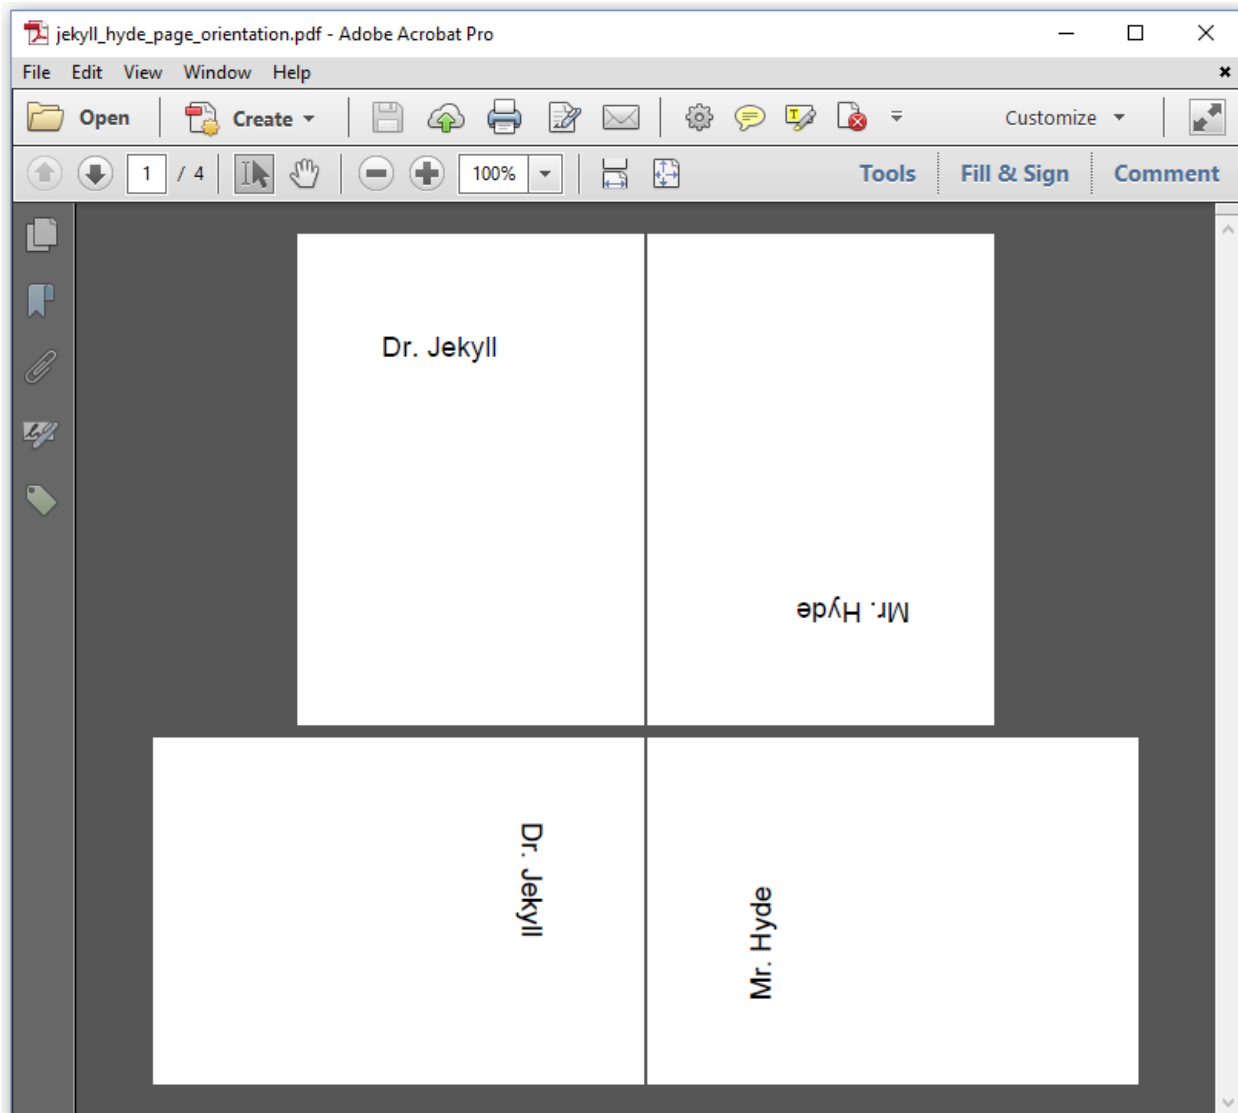 jekyll_hyde_page_orientation.pdf - Adobe Acrobat Pro
File Edit View Window Help
Open Create Customize
1 / 4 100% Tools Fill & Sign Comment
Dr. Jekyll
Mr. Hyde
Dr. Jekyll
Mr. Hyde